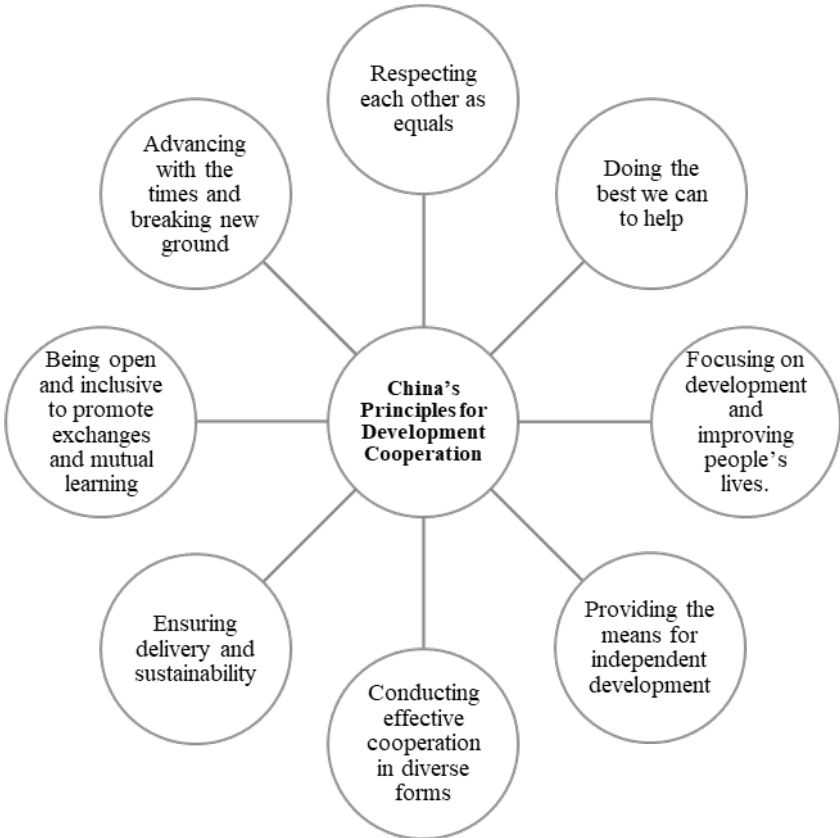 Respecting
each other as
equals
Doing the
best we can
to help
Focusing on
development
and
improving
people’s
lives.
Providing the
means for
independent
development
Conducting
effective
cooperation
in diverse
forms
Ensuring
delivery and
sustainability
Being open
and inclusive
to promote
exchanges
and mutual
learning
Advancing
with the
times and
breaking new
ground
China’s
Principles for
Development
Cooperation